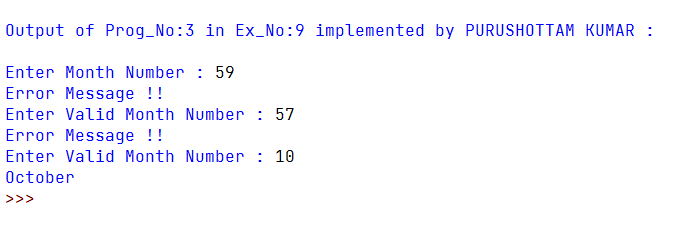 Output of Prog_No:3 in Ex_No:9 implemented by PURUSHOTTAM KUMAR :
Enter Month Number : 59
Error Message !!
Enter Valid Month Number : 57
Error Message !!
Enter Valid Month Number : 10
October
>>>